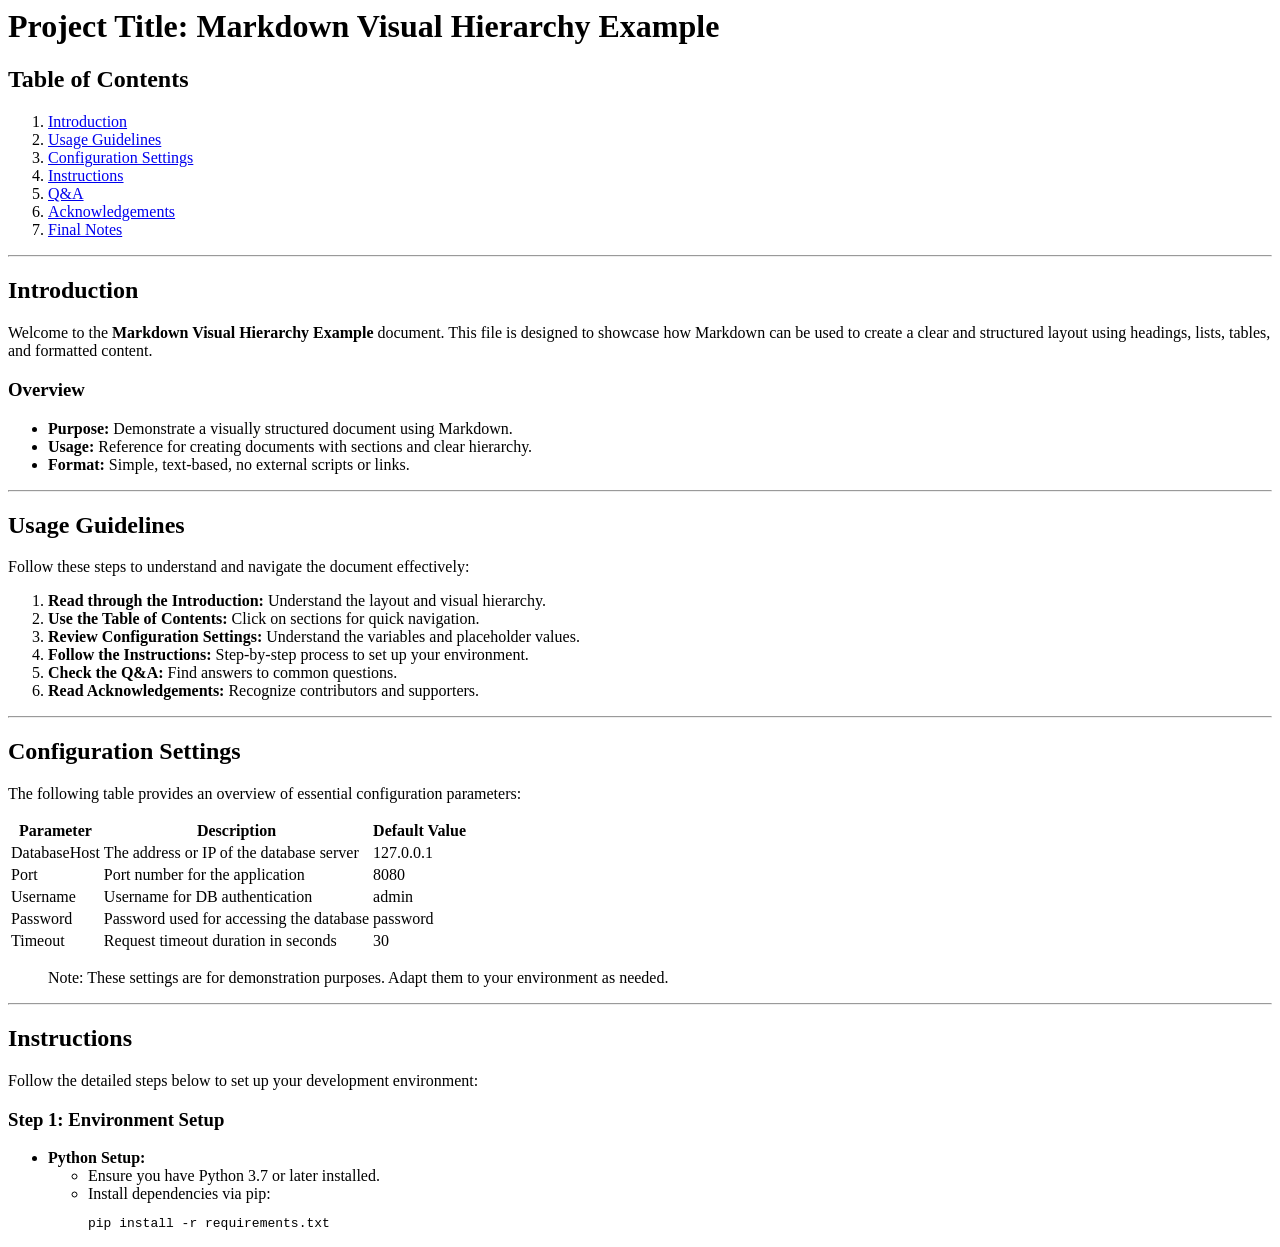 Project Title: Markdown Visual Hierarchy Example
Table of Contents
1. Introduction
2. Usage Guidelines
3. Configuration Settings
4. Instructions
5. Q&A
6. Acknowledgements
7. Final Notes
Introduction
Welcome to the Markdown Visual Hierarchy Example document. This file is designed to showcase how Markdown can be used to create a clear and structured layout using headings, lists, tables,
and formatted content.
Overview
• Purpose: Demonstrate a visually structured document using Markdown.
• Usage: Reference for creating documents with sections and clear hierarchy.
• Format: Simple, text-based, no external scripts or links.
Usage Guidelines
Follow these steps to understand and navigate the document effectively:
1. Read through the Introduction: Understand the layout and visual hierarchy.
2. Use the Table of Contents: Click on sections for quick navigation.
3. Review Configuration Settings: Understand the variables and placeholder values.
4. Follow the Instructions: Step-by-step process to set up your environment.
5. Check the Q&A: Find answers to common questions.
6. Read Acknowledgements: Recognize contributors and supporters.
Configuration Settings
The following table provides an overview of essential configuration parameters:
Parameter Description Default Value
DatabaseHost The address or IP of the database server 127.0.0.1
Port Port number for the application 8080
Username Username for DB authentication admin
Password Password used for accessing the database password
Timeout Request timeout duration in seconds 30
Note: These settings are for demonstration purposes. Adapt them to your environment as needed.
Instructions
Follow the detailed steps below to set up your development environment:
Step 1: Environment Setup
• Python Setup:
◦ Ensure you have Python 3.7 or later installed.
◦ Install dependencies via pip:
pip install -r requirements.txt